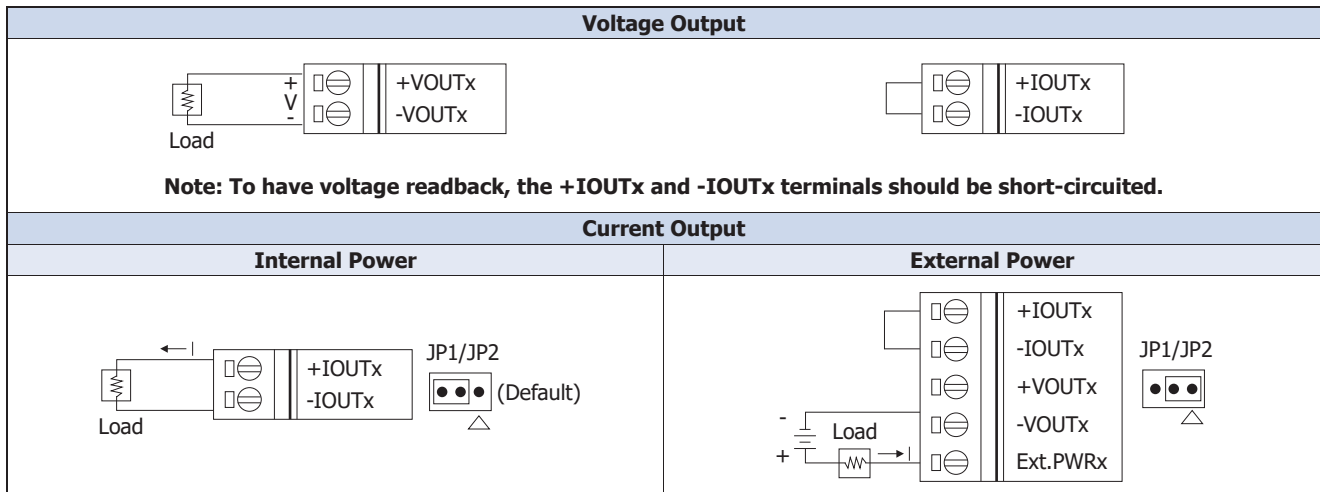 Voltage Output
+
V
-
+VOUTx
-VOUTx
Load
+IOUTx
-IOUTx
Note: To have voltage readback, the +IOUTx and -IOUTx terminals should be short-circuited.
Current Output
Internal Power
External Power
I
+IOUTx
-IOUTx
Load
JP1/JP2
(Default)
+IOUTx
-IOUTx
+VOUTx
-VOUTx
Ext.PWRx
-
+
Load
I
JP1/JP2